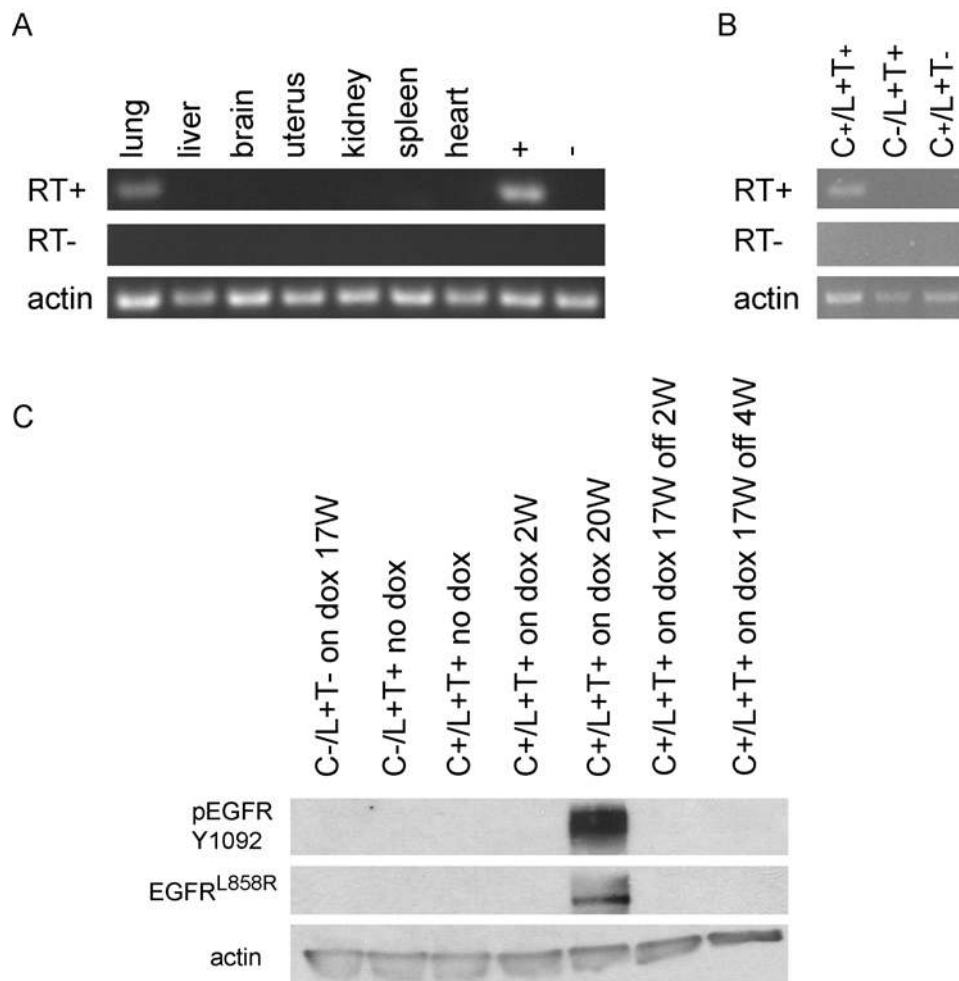 A
lung
liver
brain
uterus
kidney
spleen
heart
+
-
RT+
RT-
actin
B
C+/L+T+
C-/L+T+
C+/L+T-
RT+
RT-
actin
C
C-/L+T- on dox 17W
C-/L+T+ no dox
C+/L+T+ no dox
C+/L+T+ on dox 2W
C+/L+T+ on dox 20W
C+/L+T+ on dox 17W off 2W
C+/L+T+ on dox 17W off 4W
pEGFR
Y1092
EGFR^L858R
actin